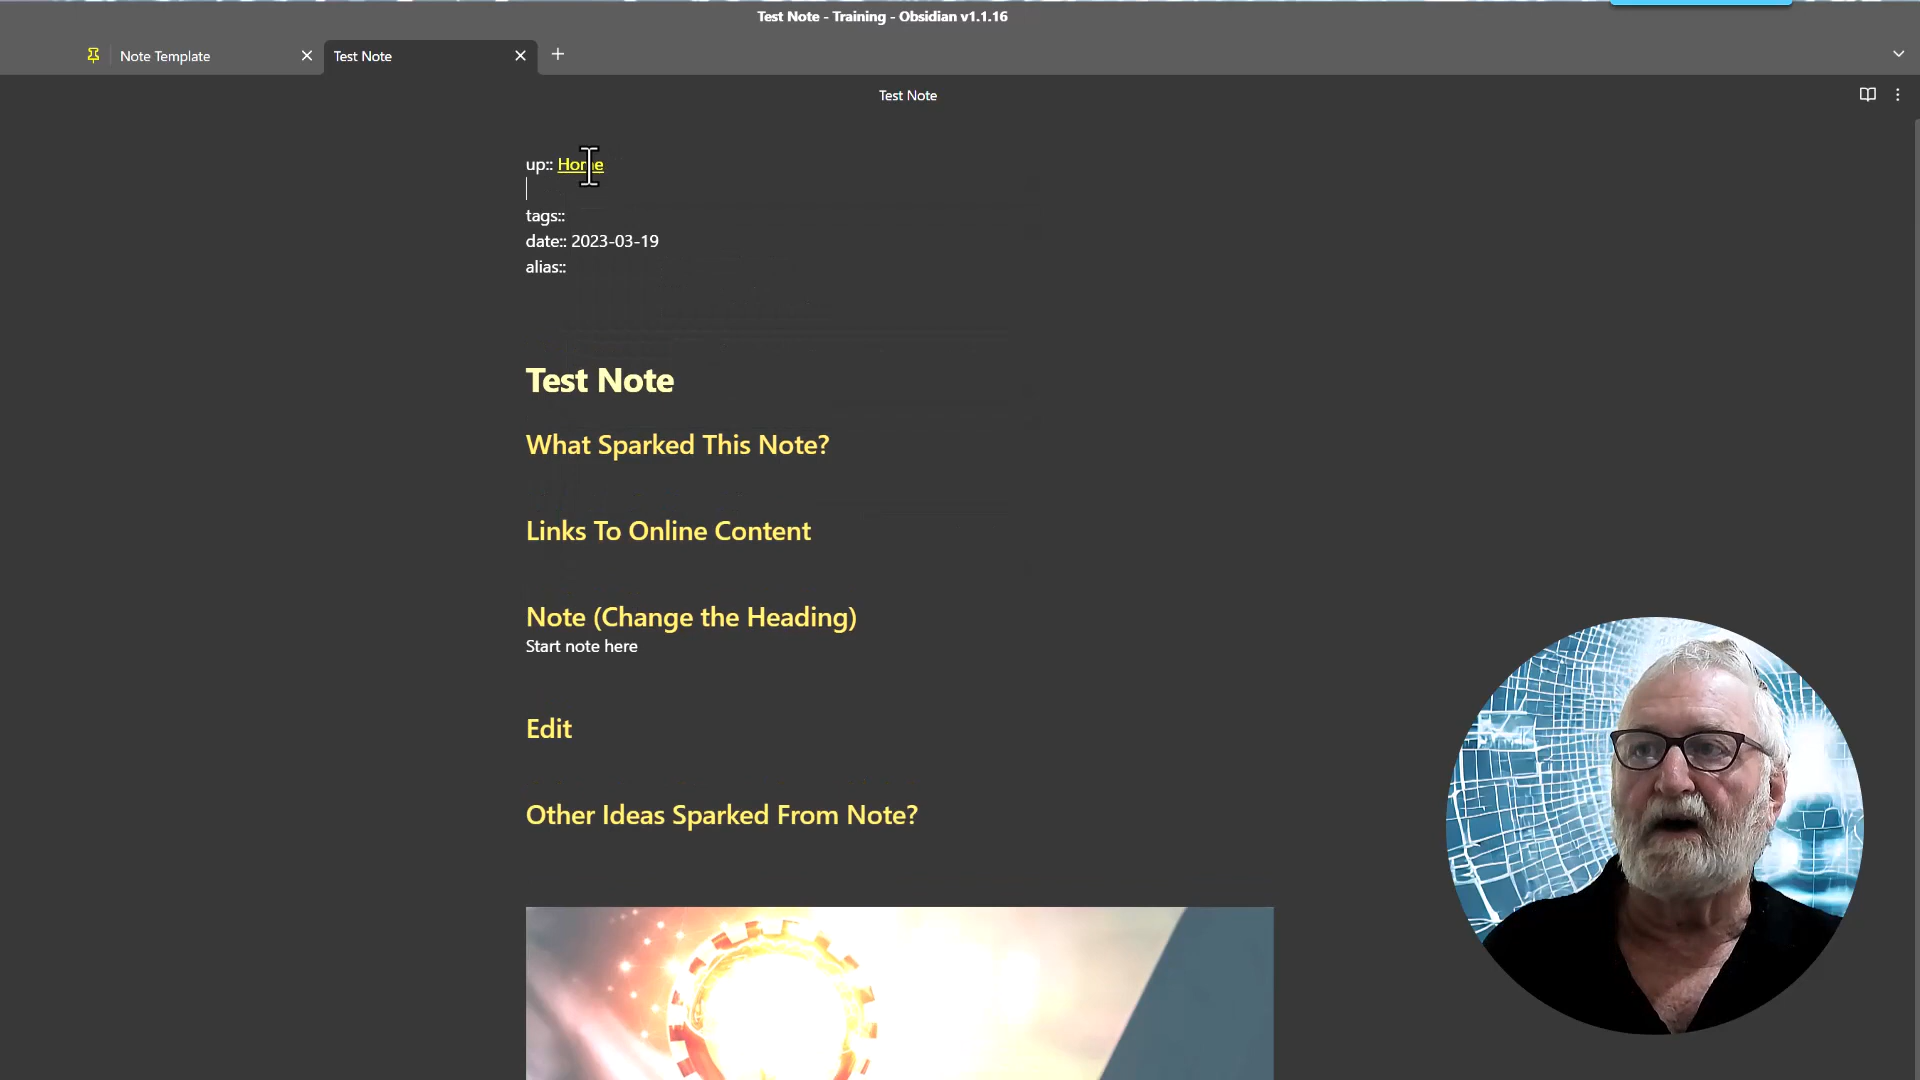 Test Note - Training - Obsidian v1.1.16
Note Template
Test Note
Test Note
up:: Home
tags::
date:: 2023-03-19
alias::
Test Note
What Sparked This Note?
Links To Online Content
Note (Change the Heading)
Start note here
Edit
Other Ideas Sparked From Note?